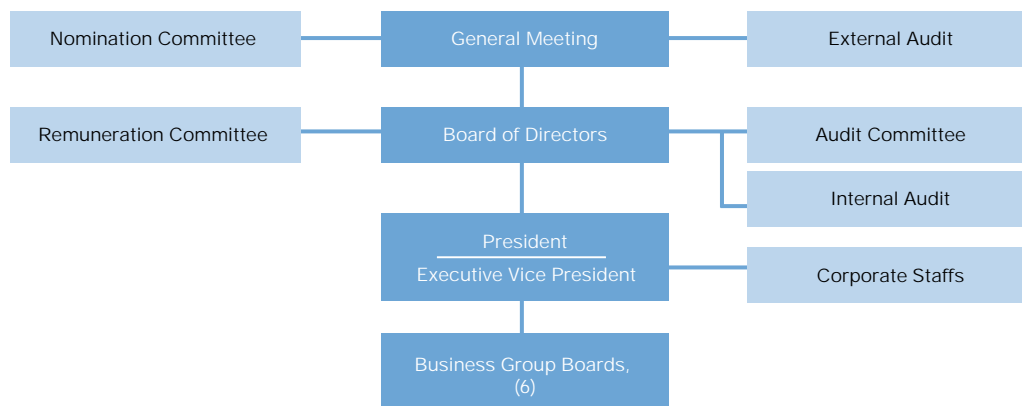 Nomination Committee
General Meeting
External Audit
Remuneration Committee
Board of Directors
Audit Committee
Internal Audit
President
Executive Vice President
Corporate Staffs
Business Group Boards,
(6)